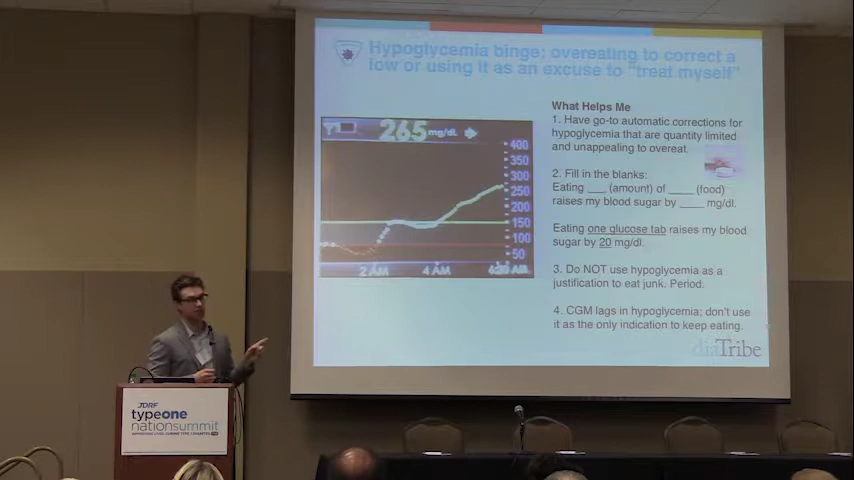 Hypoglycemia binge: overeating to correct a
low or using it as an excuse to "treat myself"
265 mg/dL
400
350
300
250
200
150
100
50
2 AM 4 AM 6:20 AM
What Helps Me
1. Have go-to automatic corrections for
hypoglycemia that are quantity limited
and unappealing to overeat.
2. Fill in the blanks:
Eating ___ (amount) of ____ (food)
raises my blood sugar by ____ mg/dl.
Eating one glucose tab raises my blood
sugar by 20 mg/dl.
3. Do NOT use hypoglycemia as a
justification to eat junk. Period.
4. CGM lags in hypoglycemia; don't use
it as the only indication to keep eating.
diaTribe
JDRF
typeone
nationsummit